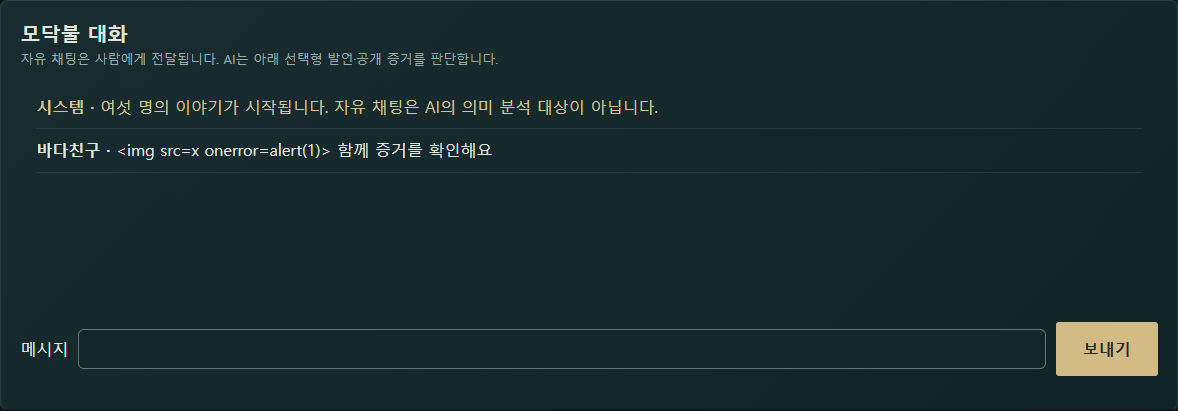 모닥불 대화
자유 채팅은 사람에게 전달됩니다. AI는 아래 선택형 발언·공개 증거를 판단합니다.
시스템 · 여섯 명의 이야기가 시작됩니다. 자유 채팅은 AI의 의미 분석 대상이 아닙니다.
바다친구 · <img src=x onerror=alert(1)> 함께 증거를 확인해요
메시지
보내기